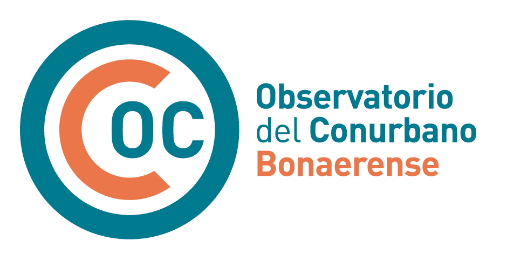 OC
Observatorio
del Conurbano
Bonaerense